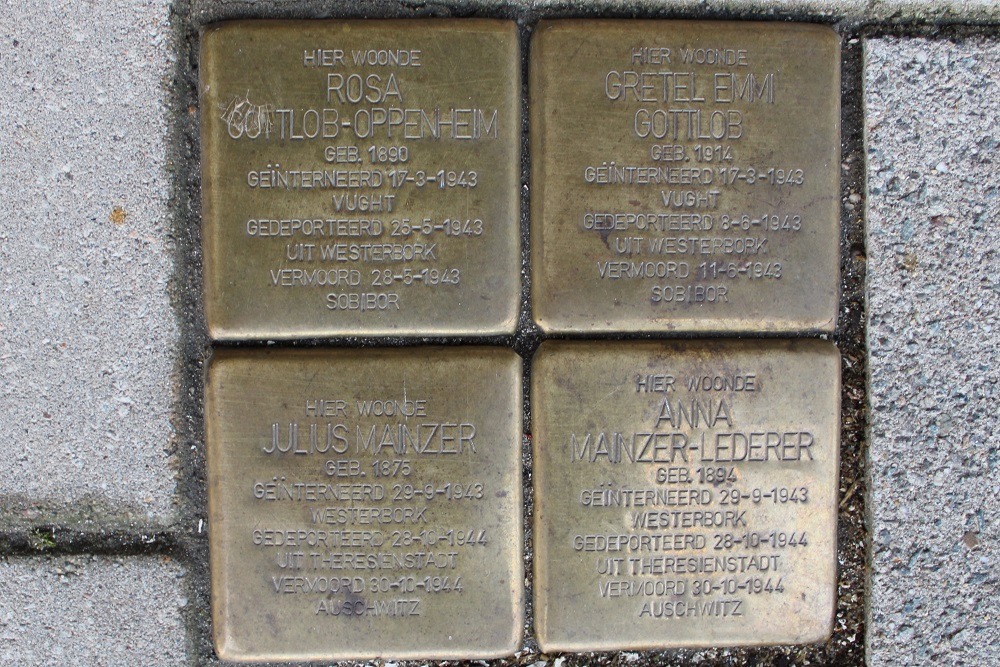 HIER WOONDE
ROSA
GOTTLOB-OPPENHEIM
GEB. 1890
GEÏNTERNEERD 17-3-1943
VUGHT
GEDEPORTEERD 25-5-1943
UIT WESTERBORK
VERMOORD 28-5-1943
SOBIBOR
HIER WOONDE
GRETEL EMMI
GOTTLOB
GEB. 1914
GEÏNTERNEERD 17-3-1943
VUGHT
GEDEPORTEERD 8-6-1943
UIT WESTERBORK
VERMOORD 11-6-1943
SOBIBOR
HIER WOONDE
JULIUS MAINZER
GEB. 1875
GEÏNTERNEERD 29-9-1943
WESTERBORK
GEDEPORTEERD 28-10-1944
UIT THERESIENSTADT
VERMOORD 30-10-1944
AUSCHWITZ
HIER WOONDE
ANNA
MAINZER-LEDERER
GEB. 1894
GEÏNTERNEERD 29-9-1943
WESTERBORK
GEDEPORTEERD 28-10-1944
UIT THERESIENSTADT
VERMOORD 30-10-1944
AUSCHWITZ